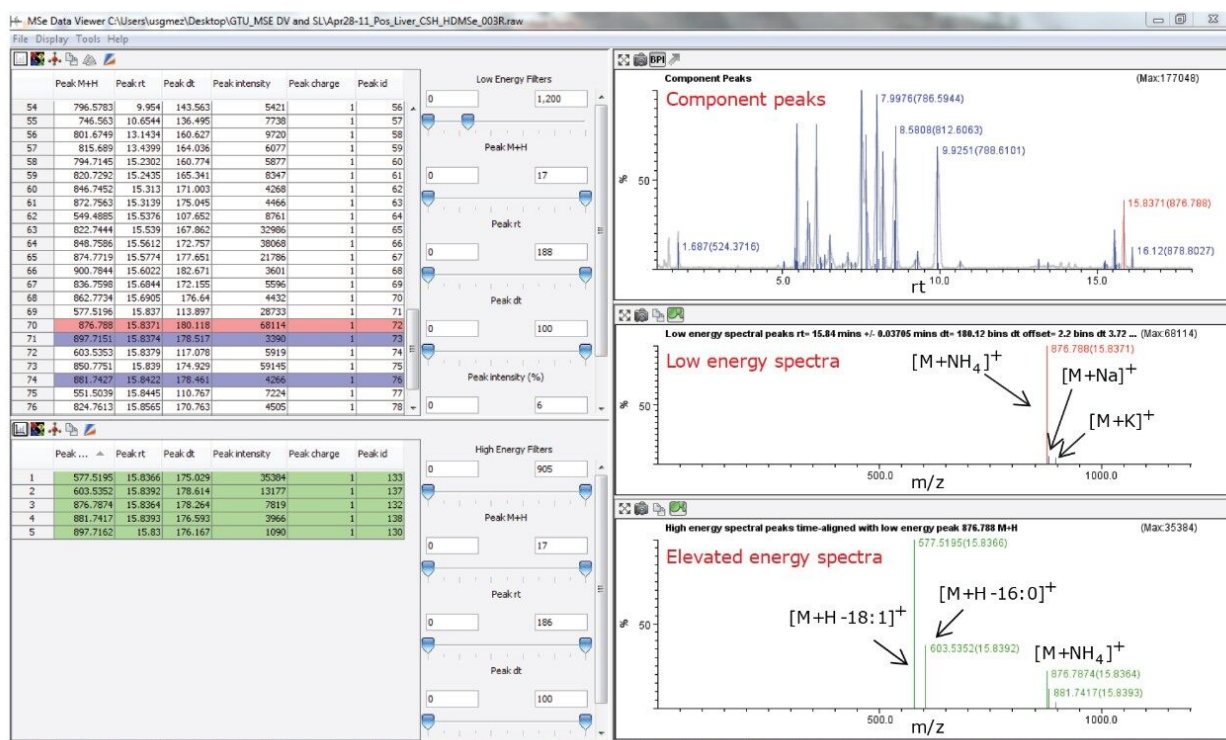 MSe Data Viewer C:\Users\usgmez\Desktop\GTU_MSE DV and SL\Apr28-11_Pos_Liver_CSH_HDMSe_003R.raw
File Display Tools Help
Peak M+H Peak rt Peak dt Peak intensity Peak charge Peak id
54 796.5783 9.954 143.563 5421 1 56
55 746.563 10.6544 136.495 7738 1 57
56 801.6749 13.1434 160.627 9720 1 58
57 815.689 13.4399 164.036 6077 1 59
58 794.7145 15.2302 160.774 5877 1 60
59 820.7292 15.2435 165.341 8347 1 61
60 846.7452 15.313 171.003 4268 1 62
61 872.7563 15.3139 175.045 4466 1 63
62 549.4885 15.5376 107.652 8761 1 64
63 822.7444 15.539 167.862 32986 1 65
64 848.7586 15.5612 172.757 38068 1 66
65 874.7719 15.5774 177.651 21786 1 67
66 900.7844 15.6022 182.671 3601 1 68
67 836.7598 15.6844 172.155 5596 1 69
68 862.7734 15.6905 176.64 4432 1 70
69 577.5196 15.837 113.897 28733 1 71
70 876.788 15.8371 180.118 68114 1 72
71 897.7151 15.8374 178.517 3390 1 73
72 603.5353 15.8379 117.078 5919 1 74
73 850.7751 15.839 174.929 59145 1 75
74 881.7427 15.8422 178.461 4266 1 76
75 551.5039 15.8445 110.767 7224 1 77
76 824.7613 15.8565 170.763 4505 1 78
Low Energy Filters
0 1,200
Peak M+H
0 17
Peak rt
0 188
Peak dt
0 100
Peak intensity (%)
0 6
Peak ... Peak rt Peak dt Peak intensity Peak charge Peak id
1 577.5195 15.8366 175.029 35384 1 133
2 603.5352 15.8392 178.614 13177 1 137
3 876.7874 15.8364 178.264 7819 1 132
4 881.7417 15.8393 176.593 3966 1 138
5 897.7162 15.83 176.167 1090 1 130
High Energy Filters
0 905
Peak M+H
0 17
Peak rt
0 186
Peak dt
0 100
BPI
Component Peaks (Max:177048)
Component peaks
7.9976(786.5944)
8.5808(812.6063)
9.9251(788.6101)
%
50
15.8371(876.788)
1.687(524.3716)
16.12(878.8027)
5.0 10.0 15.0
rt
Low energy spectral peaks rt= 15.84 mins +/- 0.03705 mins dt= 180.12 bins dt offset= 2.2 bins dt 3.72 ... (Max:68114)
Low energy spectra
876.788(15.8371)
[M+NH4]+
[M+Na]+
[M+K]+
%
50
500.0 1000.0
m/z
High energy spectral peaks time-aligned with low energy peak 876.788 M+H (Max:35384)
577.5195(15.8366)
Elevated energy spectra
[M+H-16:0]+
[M+H-18:1]+
%
50
603.5352(15.8392)
[M+NH4]+
876.7874(15.8364)
881.7417(15.8393)
500.0 1000.0
m/z